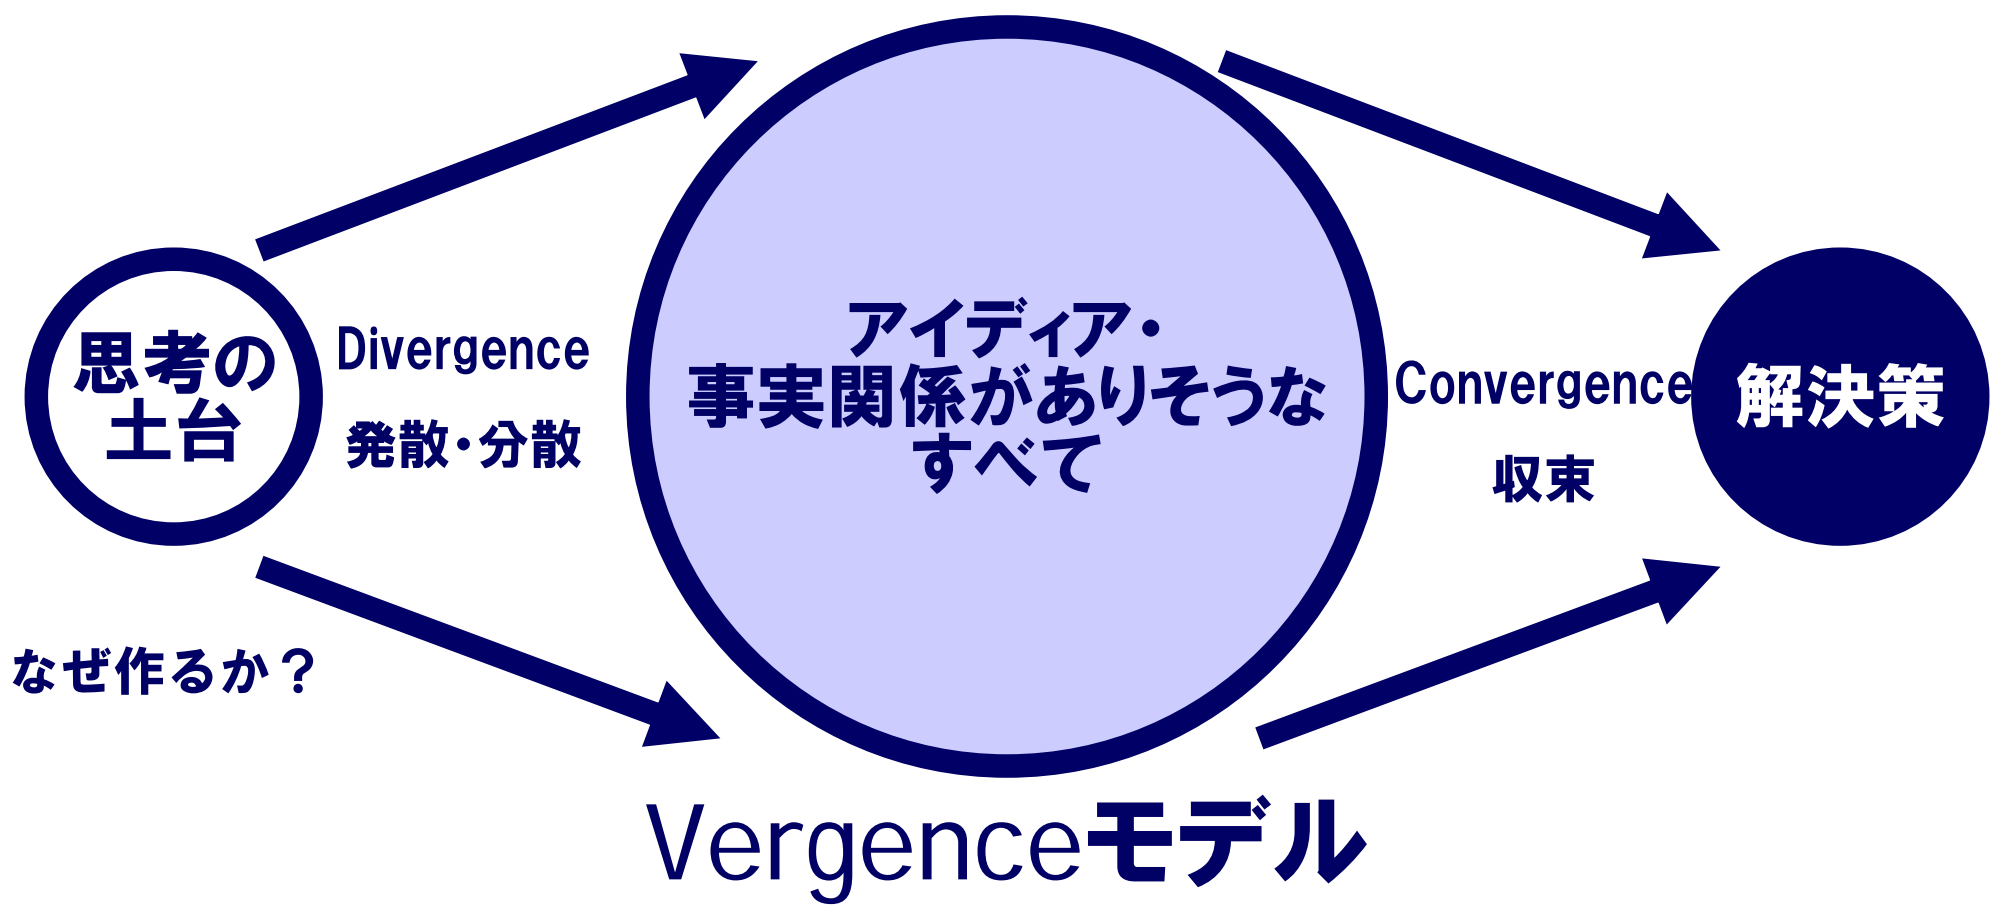 思考の
土台
Divergence
発散・分散
アイディア・
事実関係がありそうな
すべて
Convergence
収束
解決策
なぜ作るか？
Vergenceモデル